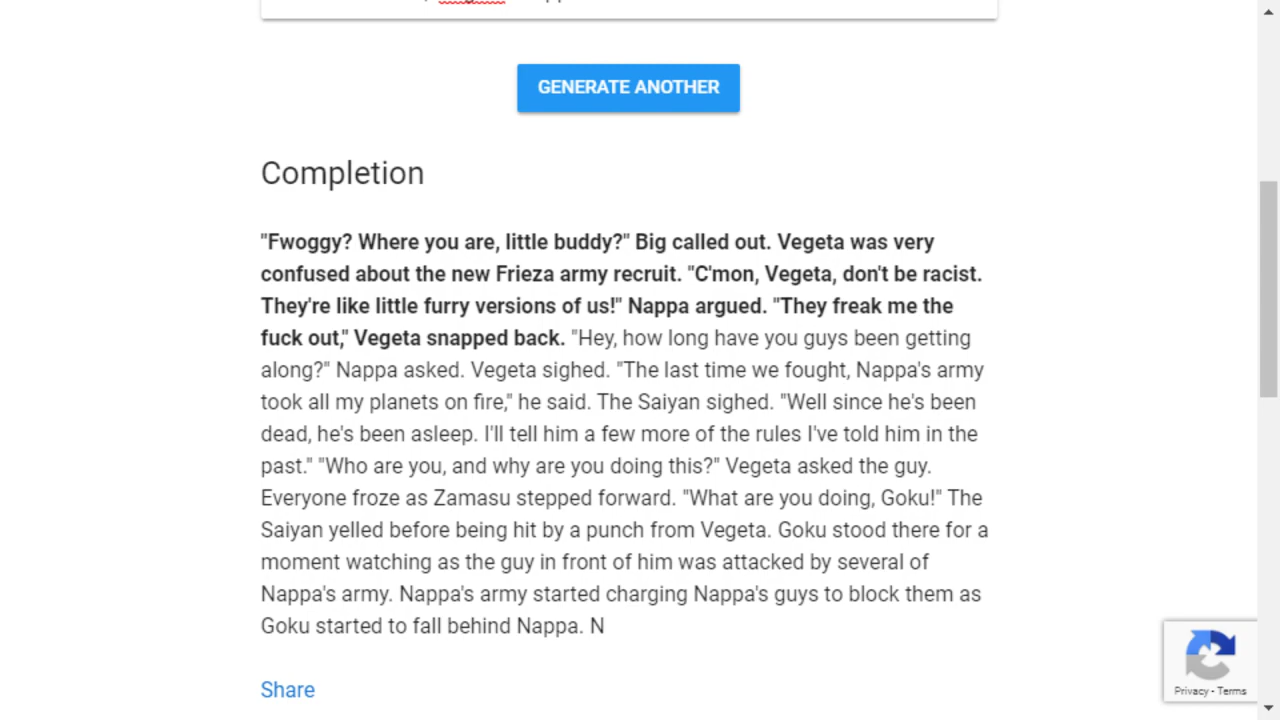 GENERATE ANOTHER
Completion
"Fwoggy? Where you are, little buddy?" Big called out. Vegeta was very
confused about the new Frieza army recruit. "C'mon, Vegeta, don't be racist.
They're like little furry versions of us!" Nappa argued. "They freak me the
fuck out," Vegeta snapped back. "Hey, how long have you guys been getting
along?" Nappa asked. Vegeta sighed. "The last time we fought, Nappa's army
took all my planets on fire," he said. The Saiyan sighed. "Well since he's been
dead, he's been asleep. I'll tell him a few more of the rules I've told him in the
past." "Who are you, and why are you doing this?" Vegeta asked the guy.
Everyone froze as Zamasu stepped forward. "What are you doing, Goku!" The
Saiyan yelled before being hit by a punch from Vegeta. Goku stood there for a
moment watching as the guy in front of him was attacked by several of
Nappa's army. Nappa's army started charging Nappa's guys to block them as
Goku started to fall behind Nappa. N
Share
Privacy - Terms